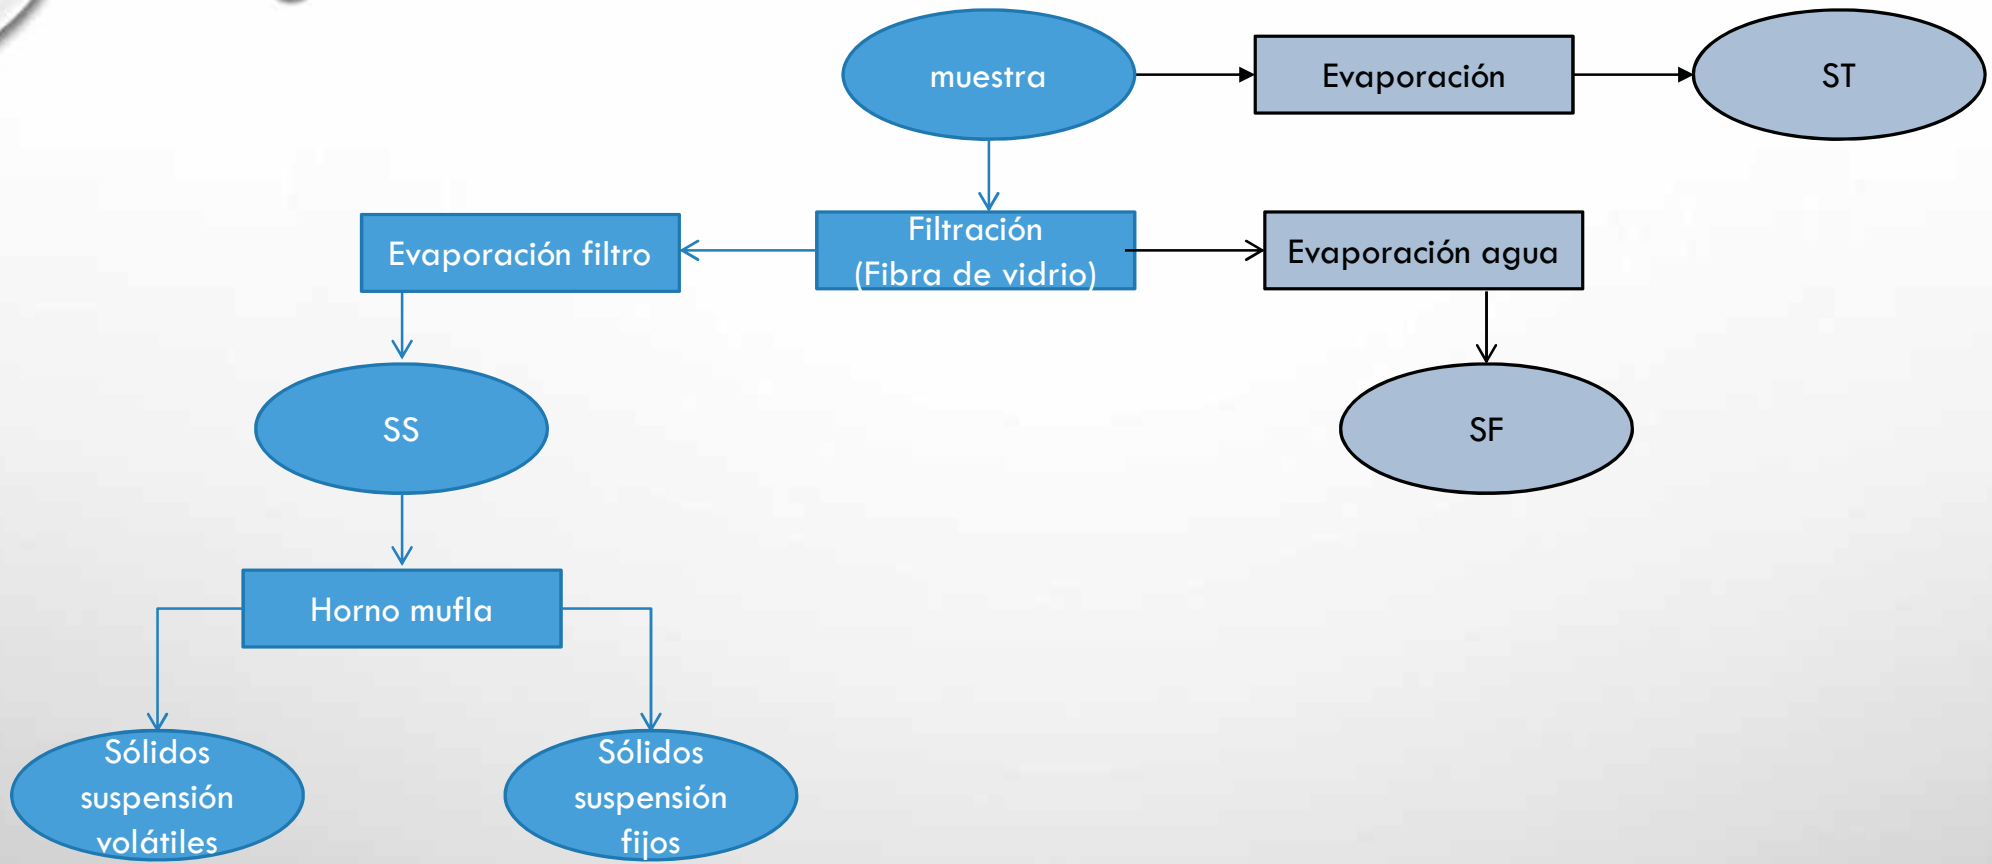 muestra
Evaporación
ST
Evaporación filtro
Filtración
(Fibra de vidrio)
Evaporación agua
SS
SF
Horno mufla
Sólidos
suspensión
volátiles
Sólidos
suspensión
fijos